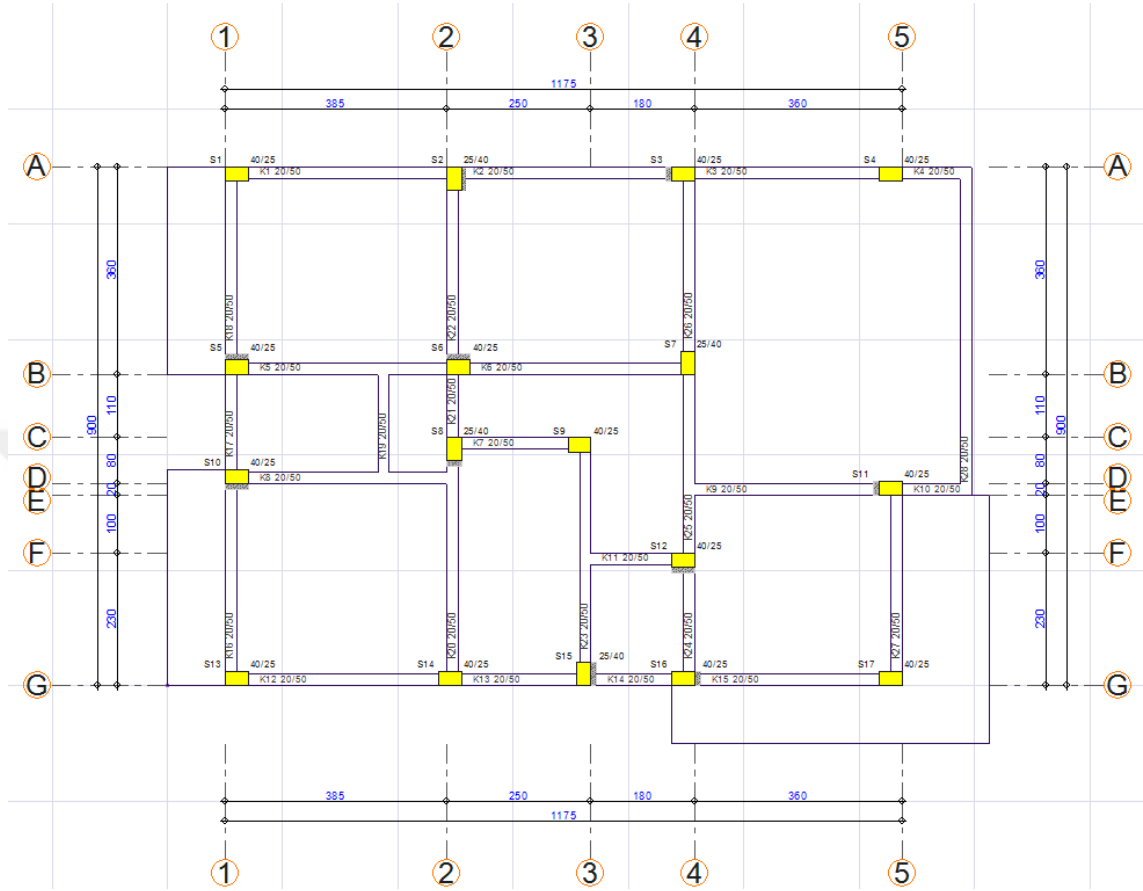 1 2 3 4 5
1175
385 250 180 360
A A
S1 40/25 S2 25/40 S3 40/25 S4 40/25
K1 20/50 K2 20/50 K3 20/50 K4 20/50
360 360
K18 20/50 K22 20/50 K26 20/50
S5 40/25 S6 40/25 S7 25/40
K5 20/50 K6 20/50
B B
110 110
900 900
K17 20/50 K19 20/50 K21 20/50
S8 25/40 S9 40/25
K7 20/50
C C
80 80
K28 20/50
S10 40/25 S11 40/25
K8 20/50 K9 20/50 K10 20/50
D D
20 20
E E
100 100
K25 20/50
S12 40/25
K11 20/50
F F
230 230
K16 20/50 K20 20/50 K23 20/50 K24 20/50 K27 20/50
S13 40/25 S14 40/25 S15 25/40 S16 40/25 S17 40/25
K12 20/50 K13 20/50 K14 20/50 K15 20/50
G G
385 250 180 360
1175
1 2 3 4 5